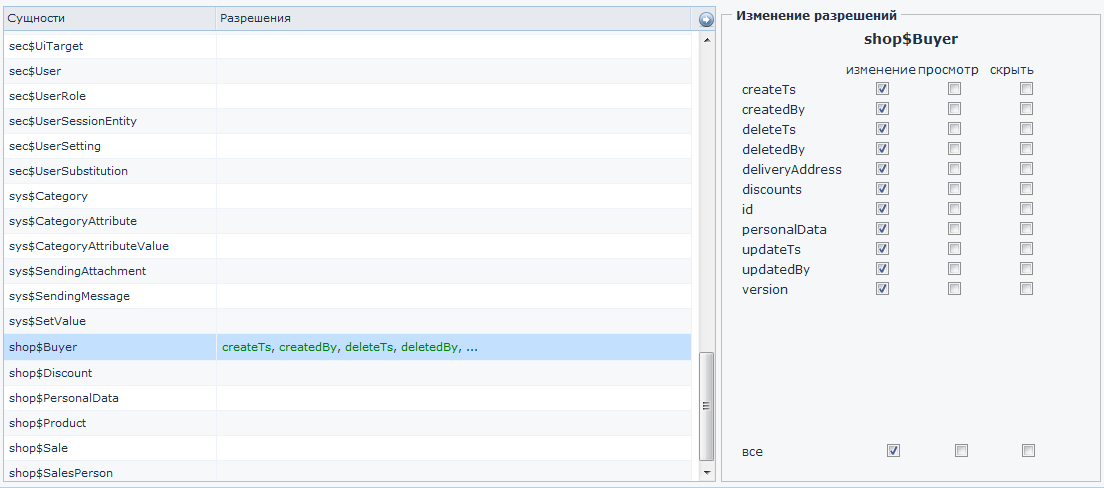 Сущности Разрешения
sec$UiTarget
sec$User
sec$UserRole
sec$UserSessionEntity
sec$UserSetting
sec$UserSubstitution
sys$Category
sys$CategoryAttribute
sys$CategoryAttributeValue
sys$SendingAttachment
sys$SendingMessage
sys$SetValue
shop$Buyer createTs, createdBy, deleteTs, deletedBy, ...
shop$Discount
shop$PersonalData
shop$Product
shop$Sale
shop$SalesPerson
Изменение разрешений
shop$Buyer
изменение просмотр скрыть
createTs
createdBy
deleteTs
deletedBy
deliveryAddress
discounts
id
personalData
updateTs
updatedBy
version
все